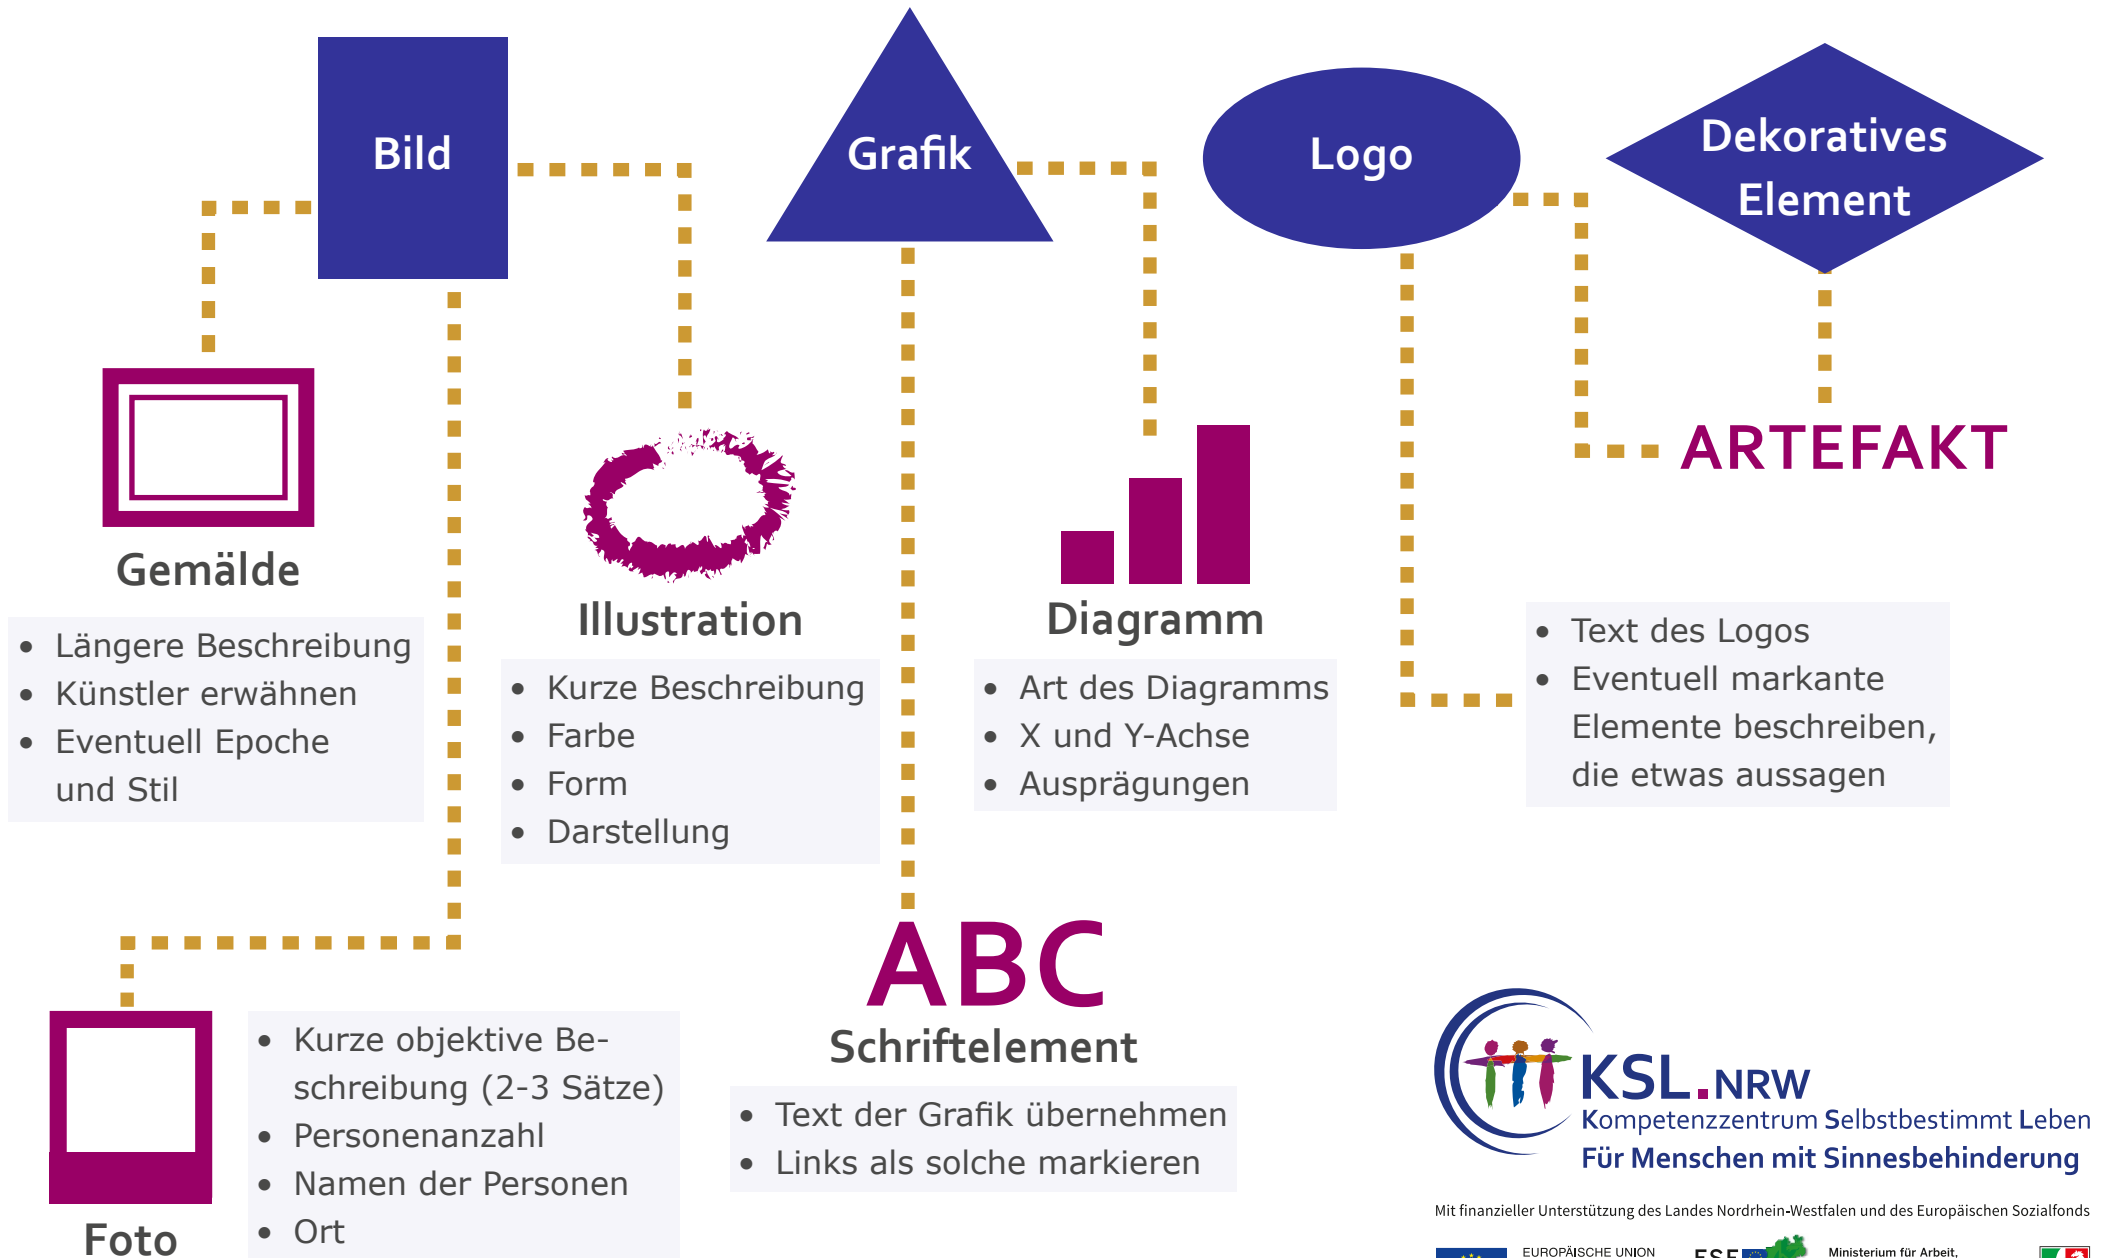 Bild
Grafik
Logo
Dekoratives
Element
ARTEFAKT
Gemälde
• Längere Beschreibung
• Künstler erwähnen
• Eventuell Epoche
und Stil
Illustration
• Kurze Beschreibung
• Farbe
• Form
• Darstellung
Diagramm
• Art des Diagramms
• X und Y-Achse
• Ausprägungen
• Text des Logos
• Eventuell markante
Elemente beschreiben,
die etwas aussagen
Foto
• Kurze objektive Be-
schreibung (2-3 Sätze)
• Personenanzahl
• Namen der Personen
• Ort
ABC
Schriftelement
• Text der Grafik übernehmen
• Links als solche markieren
KSL.NRW
Kompetenzzentrum Selbstbestimmt Leben
Für Menschen mit Sinnesbehinderung
Mit finanzieller Unterstützung des Landes Nordrhein-Westfalen und des Europäischen Sozialfonds
EUROPÄISCHE UNION
ESF
Ministerium für Arbeit,